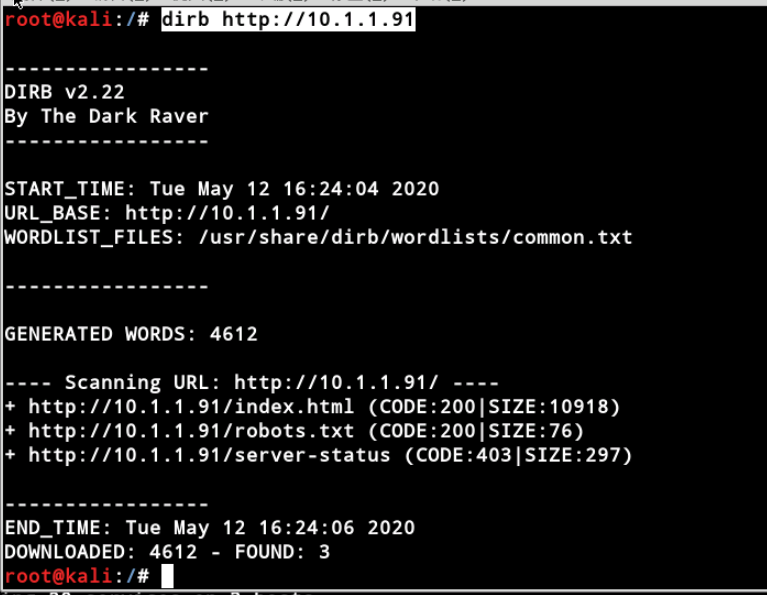 root@kali:/# dirb http://10.1.1.91
-----------------
DIRB v2.22
By The Dark Raver
-----------------
START_TIME: Tue May 12 16:24:04 2020
URL_BASE: http://10.1.1.91/
WORDLIST_FILES: /usr/share/dirb/wordlists/common.txt
-----------------
GENERATED WORDS: 4612
---- Scanning URL: http://10.1.1.91/ ----
+ http://10.1.1.91/index.html (CODE:200|SIZE:10918)
+ http://10.1.1.91/robots.txt (CODE:200|SIZE:76)
+ http://10.1.1.91/server-status (CODE:403|SIZE:297)
-----------------
END_TIME: Tue May 12 16:24:06 2020
DOWNLOADED: 4612 - FOUND: 3
root@kali:/#